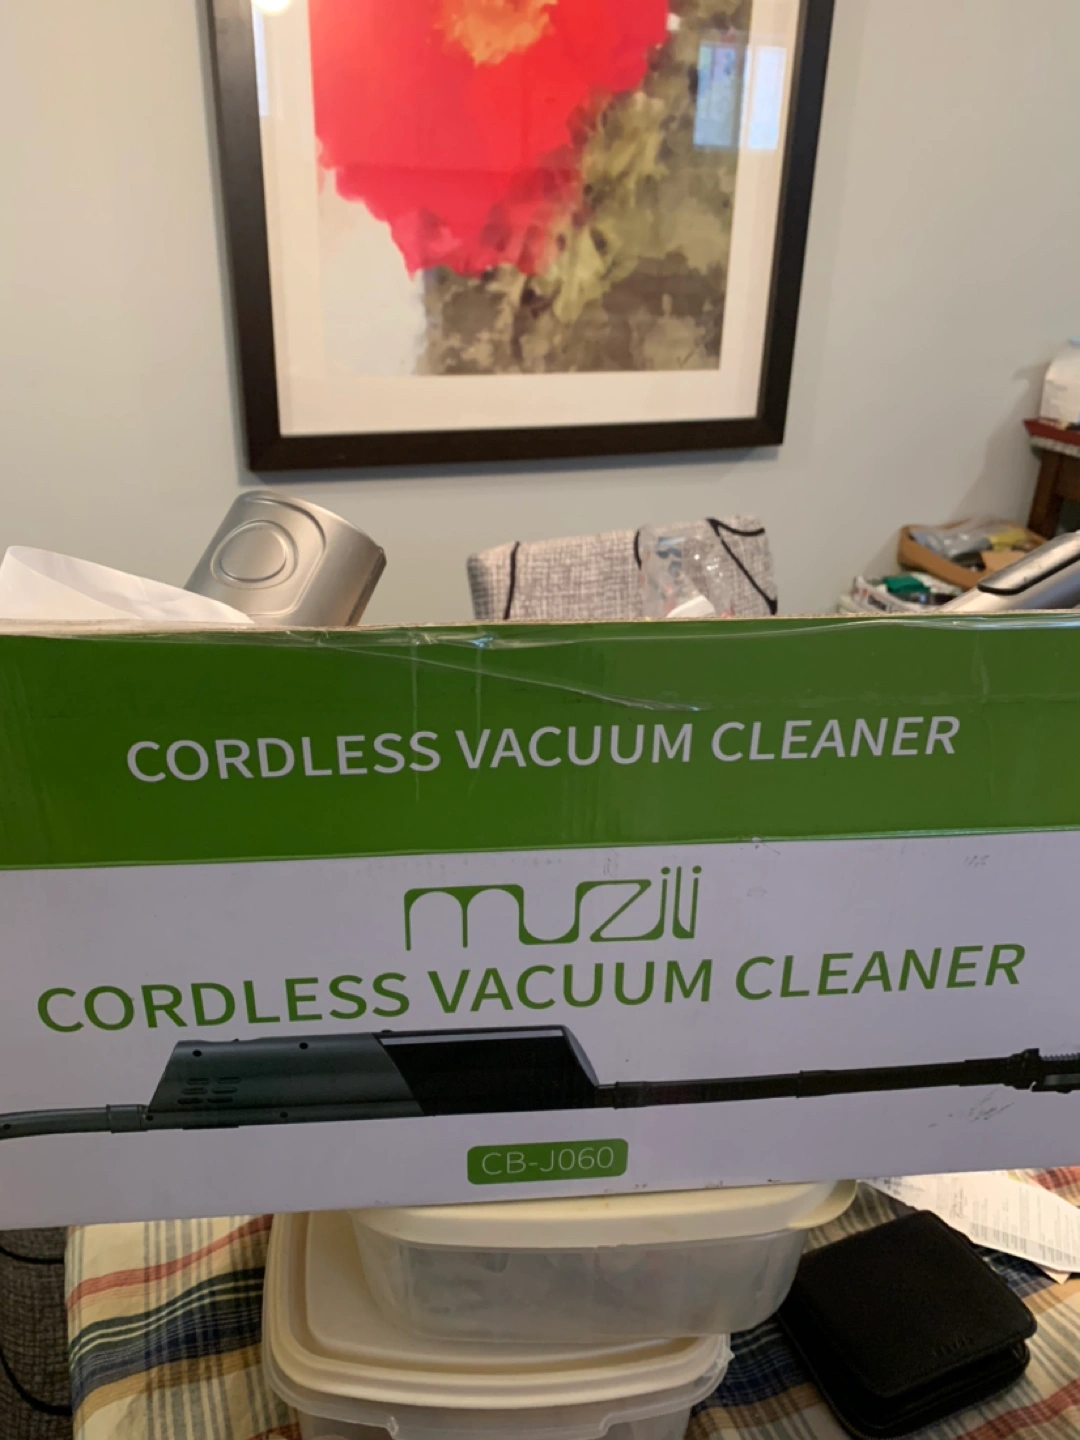 CORDLESS VACUUM CLEANER
muzili
CORDLESS VACUUM CLEANER
CB-J060